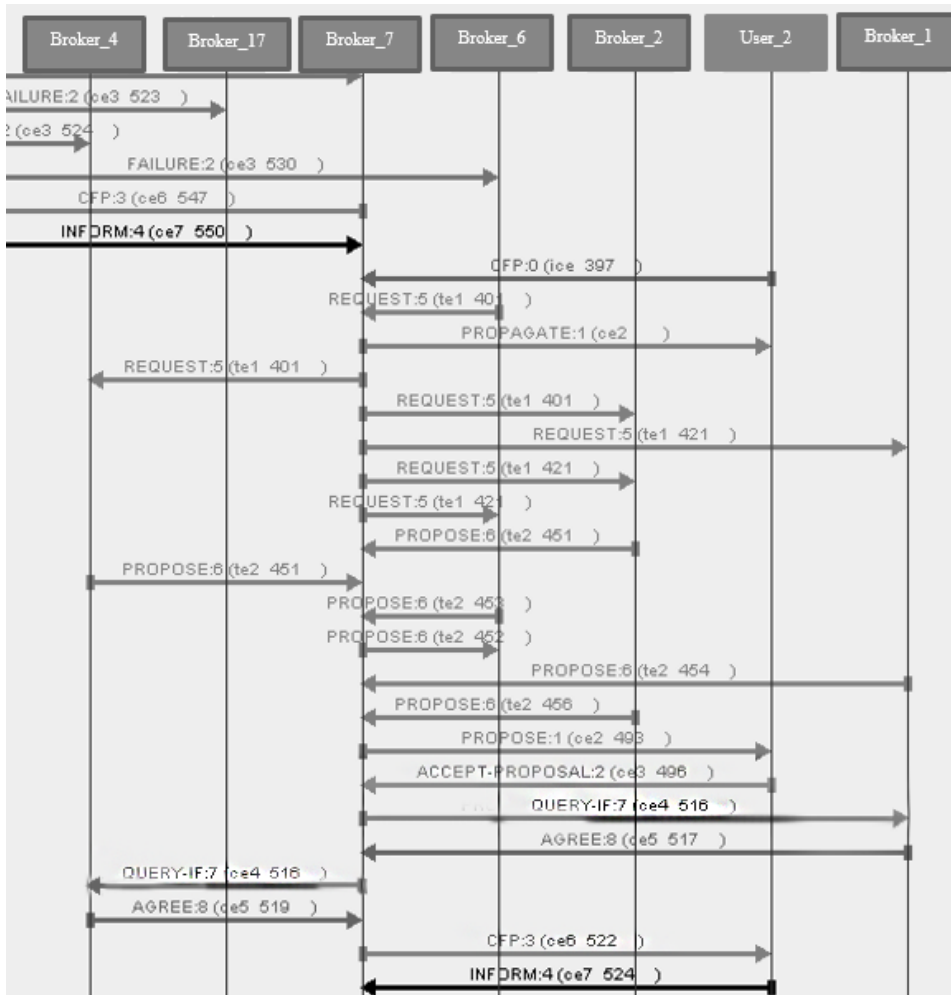 Broker_4 Broker_17 Broker_7 Broker_6 Broker_2 User_2 Broker_1
AILURE:2 (ce3 523 )
2 (ce3 524 )
FAILURE:2 (ce3 530 )
CFP:3 (ce6 547 )
INFORM:4 (ce7 550 )
CFP:0 (ice 397 )
REQUEST:5 (te1 401 )
PROPAGATE:1 (ce2 )
REQUEST:5 (te1 401 )
REQUEST:5 (te1 401 )
REQUEST:5 (te1 421 )
REQUEST:5 (te1 421 )
REQUEST:5 (te1 421 )
PROPOSE:6 (te2 451 )
PROPOSE:6 (te2 451 )
PROPOSE:6 (te2 453 )
PROPOSE:6 (te2 452 )
PROPOSE:6 (te2 454 )
PROPOSE:6 (te2 456 )
PROPOSE:1 (ce2 493 )
ACCEPT-PROPOSAL:2 (ce3 496 )
QUERY-IF:7 (ce4 516 )
AGREE:8 (ce5 517 )
QUERY-IF:7 (ce4 516 )
AGREE:8 (ce5 519 )
CFP:3 (ce6 522 )
INFORM:4 (ce7 524 )